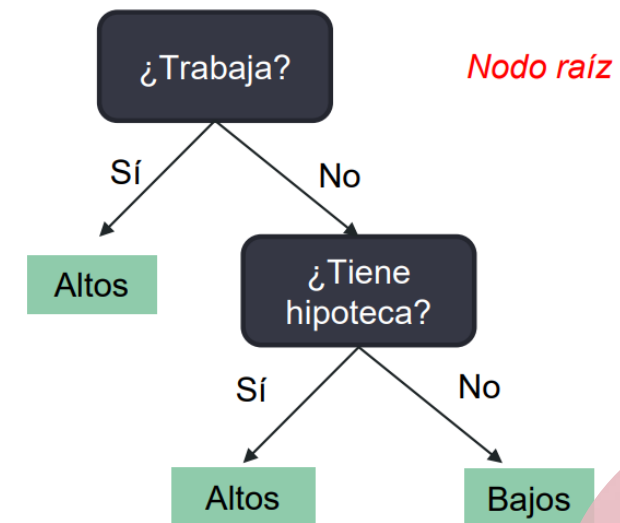 ¿Trabaja?
Nodo raíz
Sí
No
Altos
¿Tiene
hipoteca?
Sí
No
Altos
Bajos